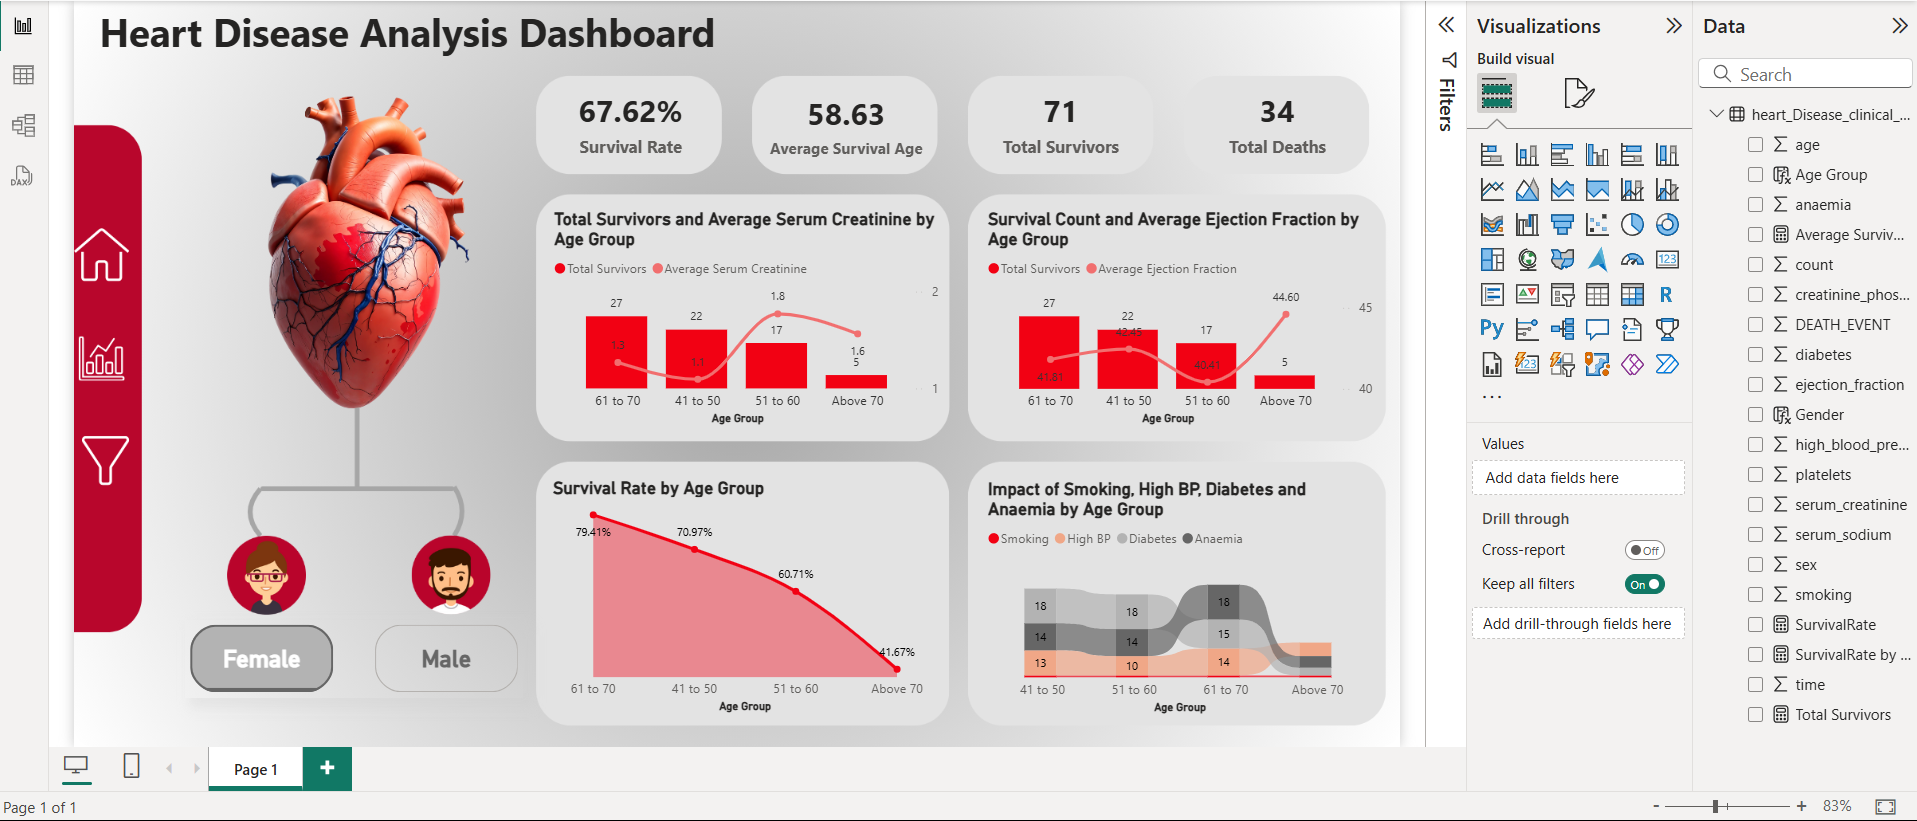 Heart Disease Analysis Dashboard
67.62%
Survival Rate
58.63
Average Survival Age
71
Total Survivors
34
Total Deaths
Total Survivors and Average Serum Creatinine by
Age Group
Total Survivors Average Serum Creatinine
27
22
17
5
1.3
1.1
1.8
1.6
2
1
61 to 70 41 to 50 51 to 60 Above 70
Age Group
Survival Count and Average Ejection Fraction by
Age Group
Total Survivors Average Ejection Fraction
27
22
17
5
41.81
42.45
40.41
44.60
45
40
61 to 70 41 to 50 51 to 60 Above 70
Age Group
Survival Rate by Age Group
79.41%
70.97%
60.71%
41.67%
61 to 70 41 to 50 51 to 60 Above 70
Age Group
Impact of Smoking, High BP, Diabetes and
Anaemia by Age Group
Smoking High BP Diabetes Anaemia
18 18 18
14 14 15
13 10 14
41 to 50 51 to 60 61 to 70 Above 70
Age Group
Female
Male
DAX
Page 1
+
Page 1 of 1
- + 83%
Filters
Visualizations
Build visual
123
R
Py
123
...
Values
Add data fields here
Drill through
Cross-report Off
Keep all filters On
Add drill-through fields here
Data
Search
heart_Disease_clinical_...
age
Age Group
anaemia
Average Surviv...
count
creatinine_phos...
DEATH_EVENT
diabetes
ejection_fraction
Gender
high_blood_pre...
platelets
serum_creatinine
serum_sodium
sex
smoking
SurvivalRate
SurvivalRate by ...
time
Total Survivors